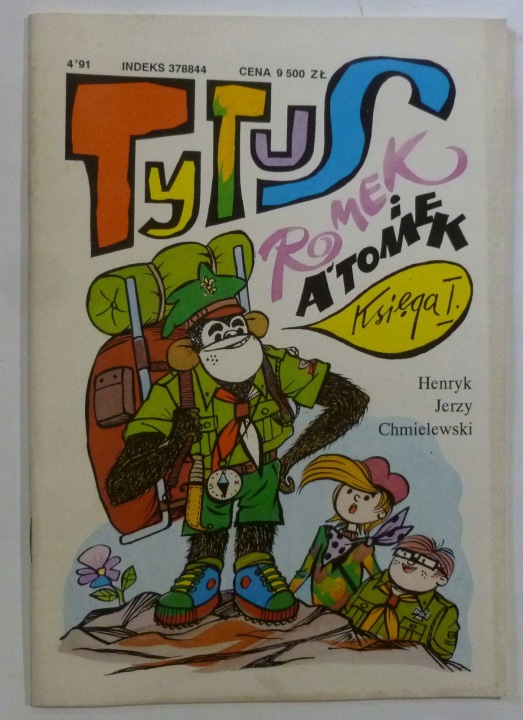 4'91 INDEKS 378844 CENA 9 500 ZŁ
TyTuS
ROMEK
i
A'TOMEK
Księga I.
Henryk
Jerzy
Chmielewski